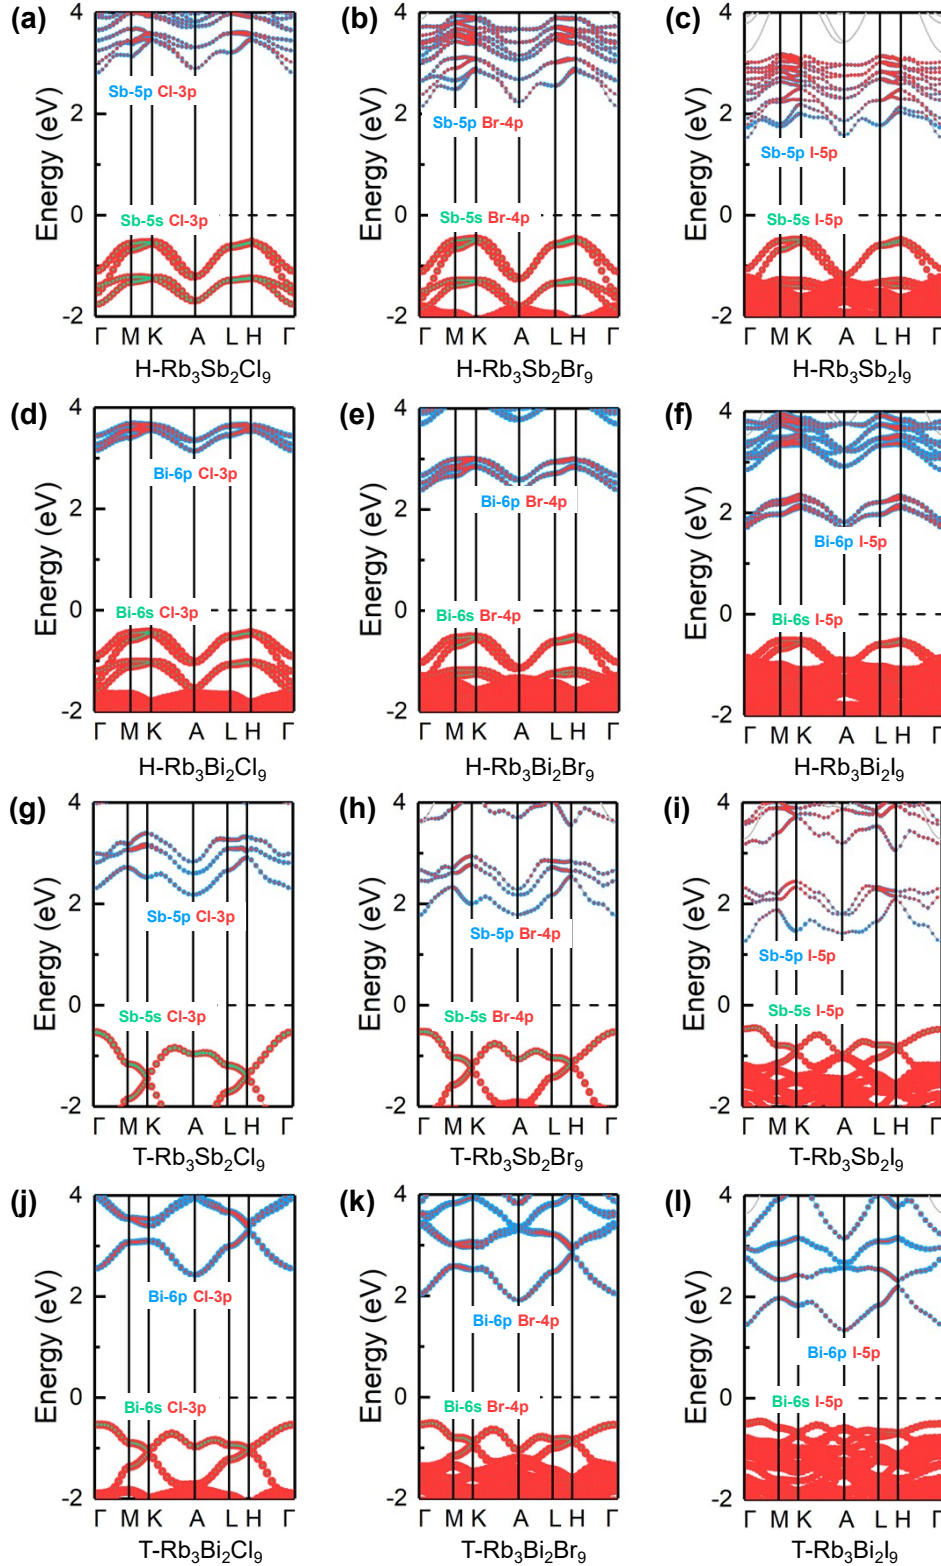 (a)
(b)
(c)
Energy (eV)
4
2
0
-2
Sb-5p Cl-3p
Sb-5s Cl-3p
Γ M K A L H Γ
H-Rb₃Sb₂Cl₉
Energy (eV)
4
2
0
-2
Sb-5p Br-4p
Sb-5s Br-4p
Γ M K A L H Γ
H-Rb₃Sb₂Br₉
Energy (eV)
4
2
0
-2
Sb-5p I-5p
Sb-5s I-5p
Γ M K A L H Γ
H-Rb₃Sb₂I₉
(d)
(e)
(f)
Energy (eV)
4
2
0
-2
Bi-6p Cl-3p
Bi-6s Cl-3p
Γ M K A L H Γ
H-Rb₃Bi₂Cl₉
Energy (eV)
4
2
0
-2
Bi-6p Br-4p
Bi-6s Br-4p
Γ M K A L H Γ
H-Rb₃Bi₂Br₉
Energy (eV)
4
2
0
-2
Bi-6p I-5p
Bi-6s I-5p
Γ M K A L H Γ
H-Rb₃Bi₂I₉
(g)
(h)
(i)
Energy (eV)
4
2
0
-2
Sb-5p Cl-3p
Sb-5s Cl-3p
Γ M K A L H Γ
T-Rb₃Sb₂Cl₉
Energy (eV)
4
2
0
-2
Sb-5p Br-4p
Sb-5s Br-4p
Γ M K A L H Γ
T-Rb₃Sb₂Br₉
Energy (eV)
4
2
0
-2
Sb-5p I-5p
Sb-5s I-5p
Γ M K A L H Γ
T-Rb₃Sb₂I₉
(j)
(k)
(l)
Energy (eV)
4
2
0
-2
Bi-6p Cl-3p
Bi-6s Cl-3p
Γ M K A L H Γ
T-Rb₃Bi₂Cl₉
Energy (eV)
4
2
0
-2
Bi-6p Br-4p
Bi-6s Br-4p
Γ M K A L H Γ
T-Rb₃Bi₂Br₉
Energy (eV)
4
2
0
-2
Bi-6p I-5p
Bi-6s I-5p
Γ M K A L H Γ
T-Rb₃Bi₂I₉